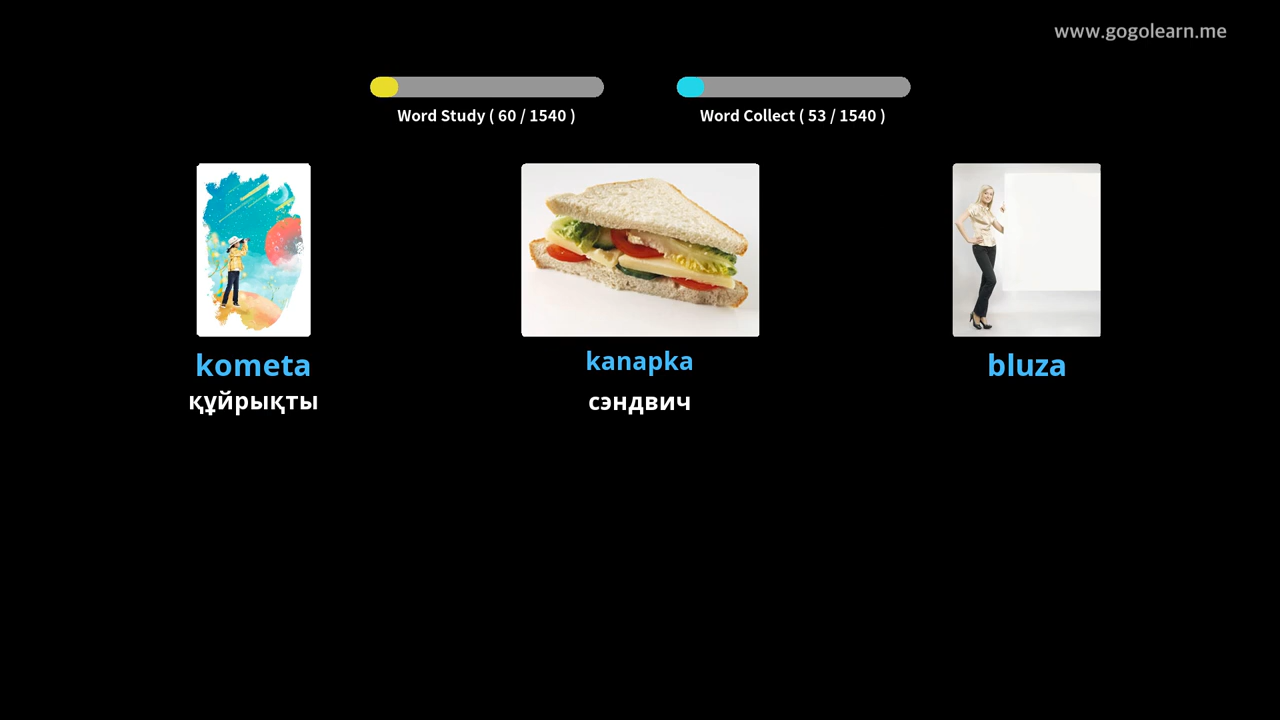 www.gogolearn.me
Word Study ( 60 / 1540 )
Word Collect ( 53 / 1540 )
kometa
kanapka
bluza
құйрықты
сэндвич